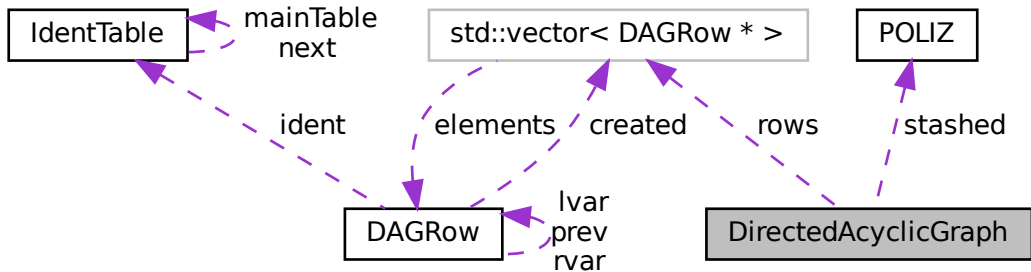 mainTable
next
IdentTable
std::vector< DAGRow * >
POLIZ
ident
elements
created
rows
stashed
lvar
prev
rvar
DAGRow
DirectedAcyclicGraph